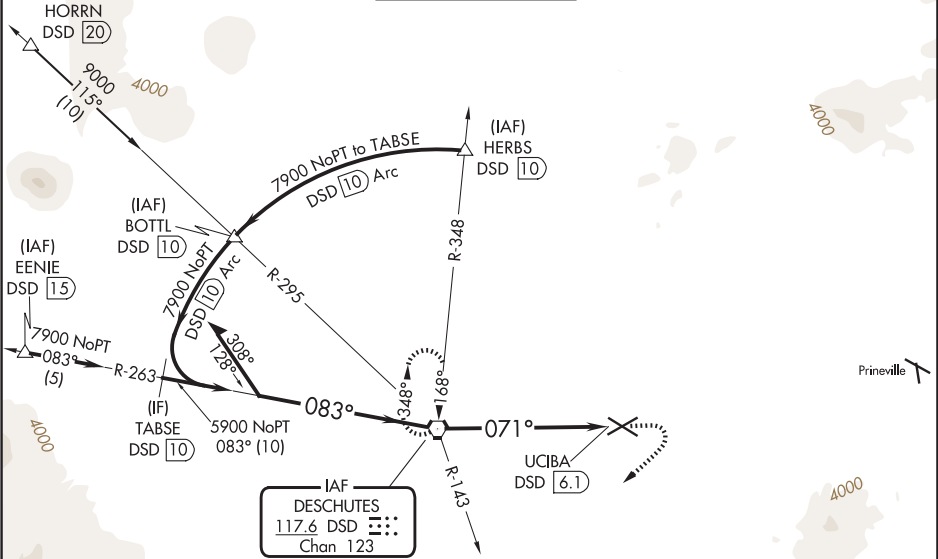 HORRN
DSD 20
9000
115°
(10)
4000
7900 NoPT to TABSE
DSD 10 Arc
(IAF)
HERBS
DSD 10
4000
(IAF)
BOTTL
DSD 10
R-348
(IAF)
EENIE
DSD 15
7900 NoPT
DSD 10 Arc
R-295
7900 NoPT
083°
(5)
R-263
308°
128°
348°
168°
Prineville
083°
071°
(IF)
TABSE
DSD 10
5900 NoPT
083° (10)
4000
UCIBA
DSD 6.1
R-143
4000
IAF
DESCHUTES
117.6 DSD
Chan 123